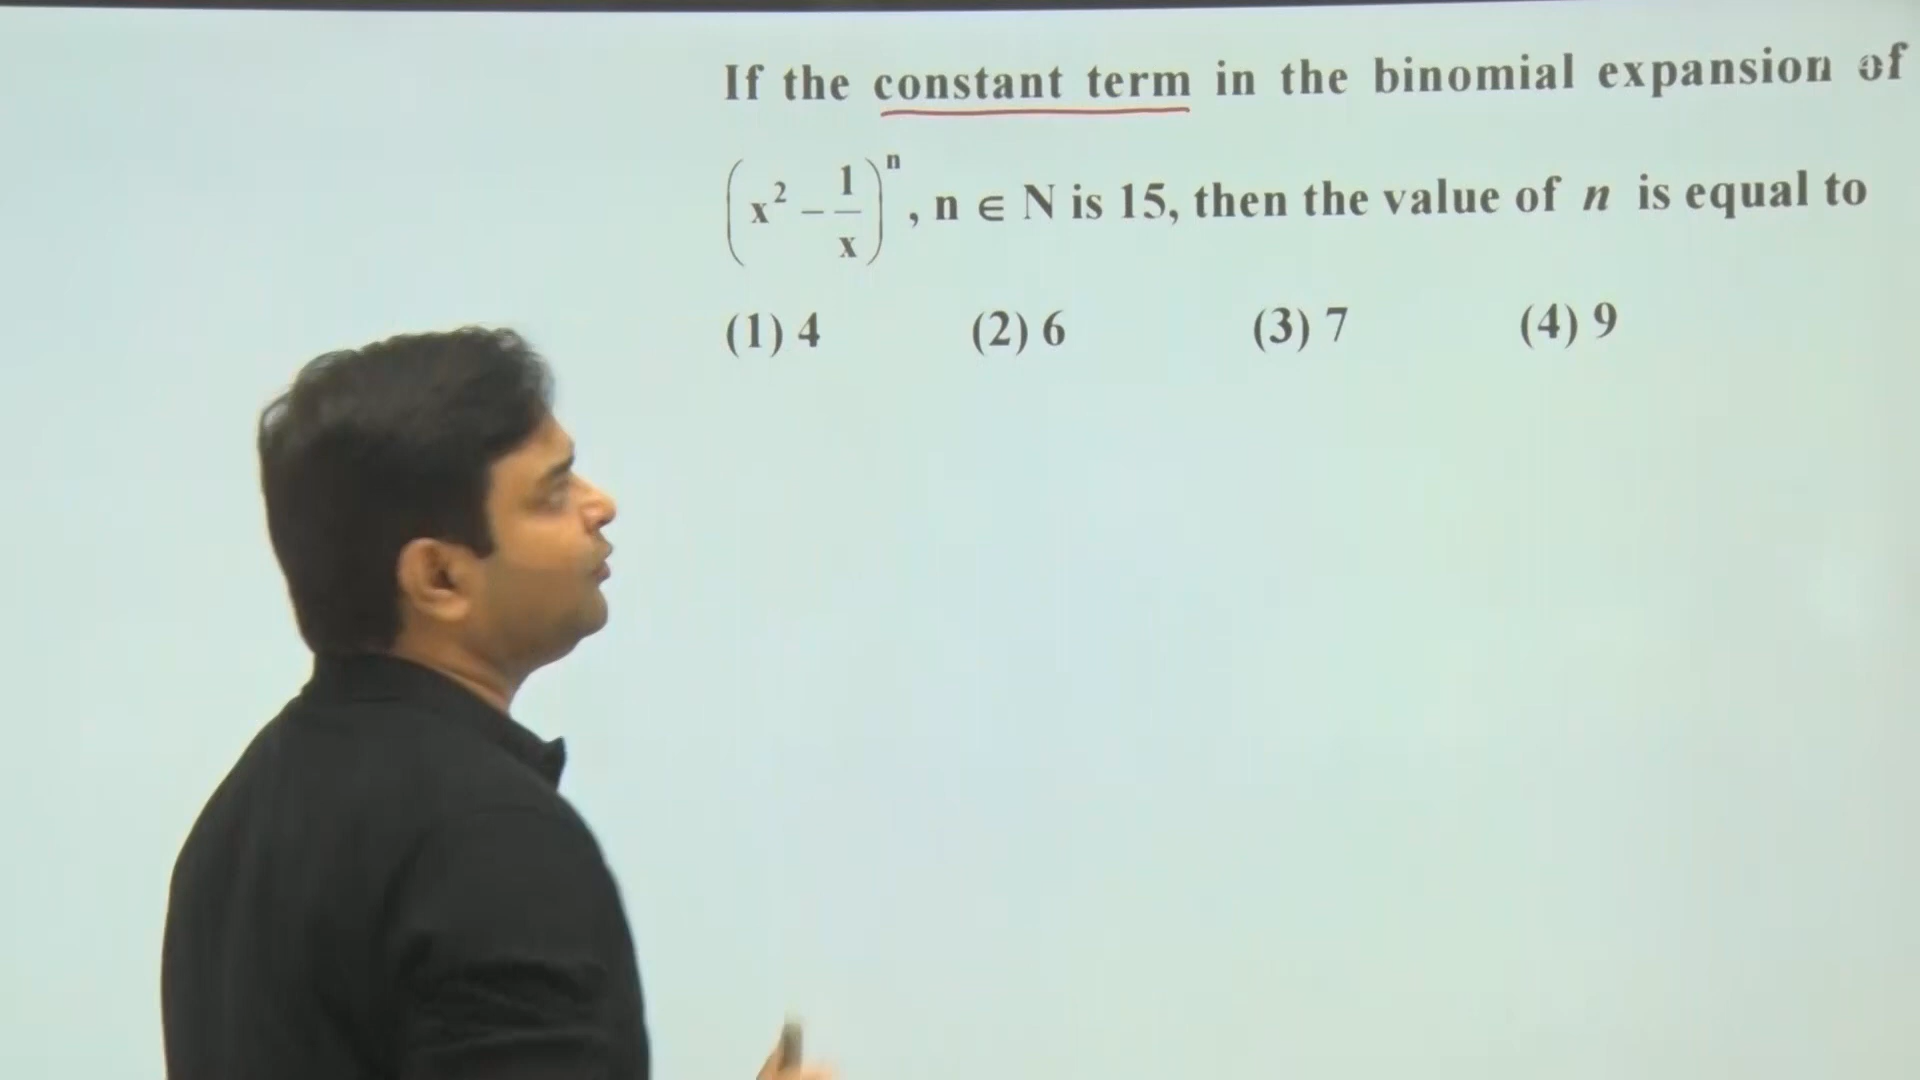 If the constant term in the binomial expansion of
(x² − 1/x)ⁿ, n ∈ N is 15, then the value of n is equal to
(1) 4 (2) 6 (3) 7 (4) 9